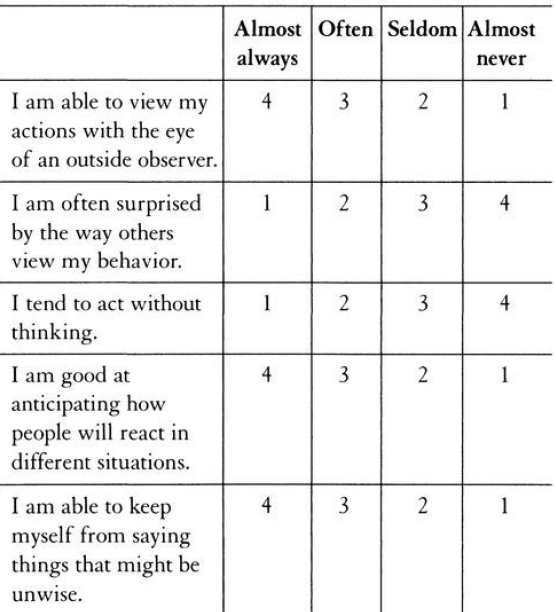 Almost always Often Seldom Almost never
I am able to view my 4 3 2 1
actions with the eye
of an outside observer.
I am often surprised 1 2 3 4
by the way others
view my behavior.
I tend to act without 1 2 3 4
thinking.
I am good at 4 3 2 1
anticipating how
people will react in
different situations.
I am able to keep 4 3 2 1
myself from saying
things that might be
unwise.